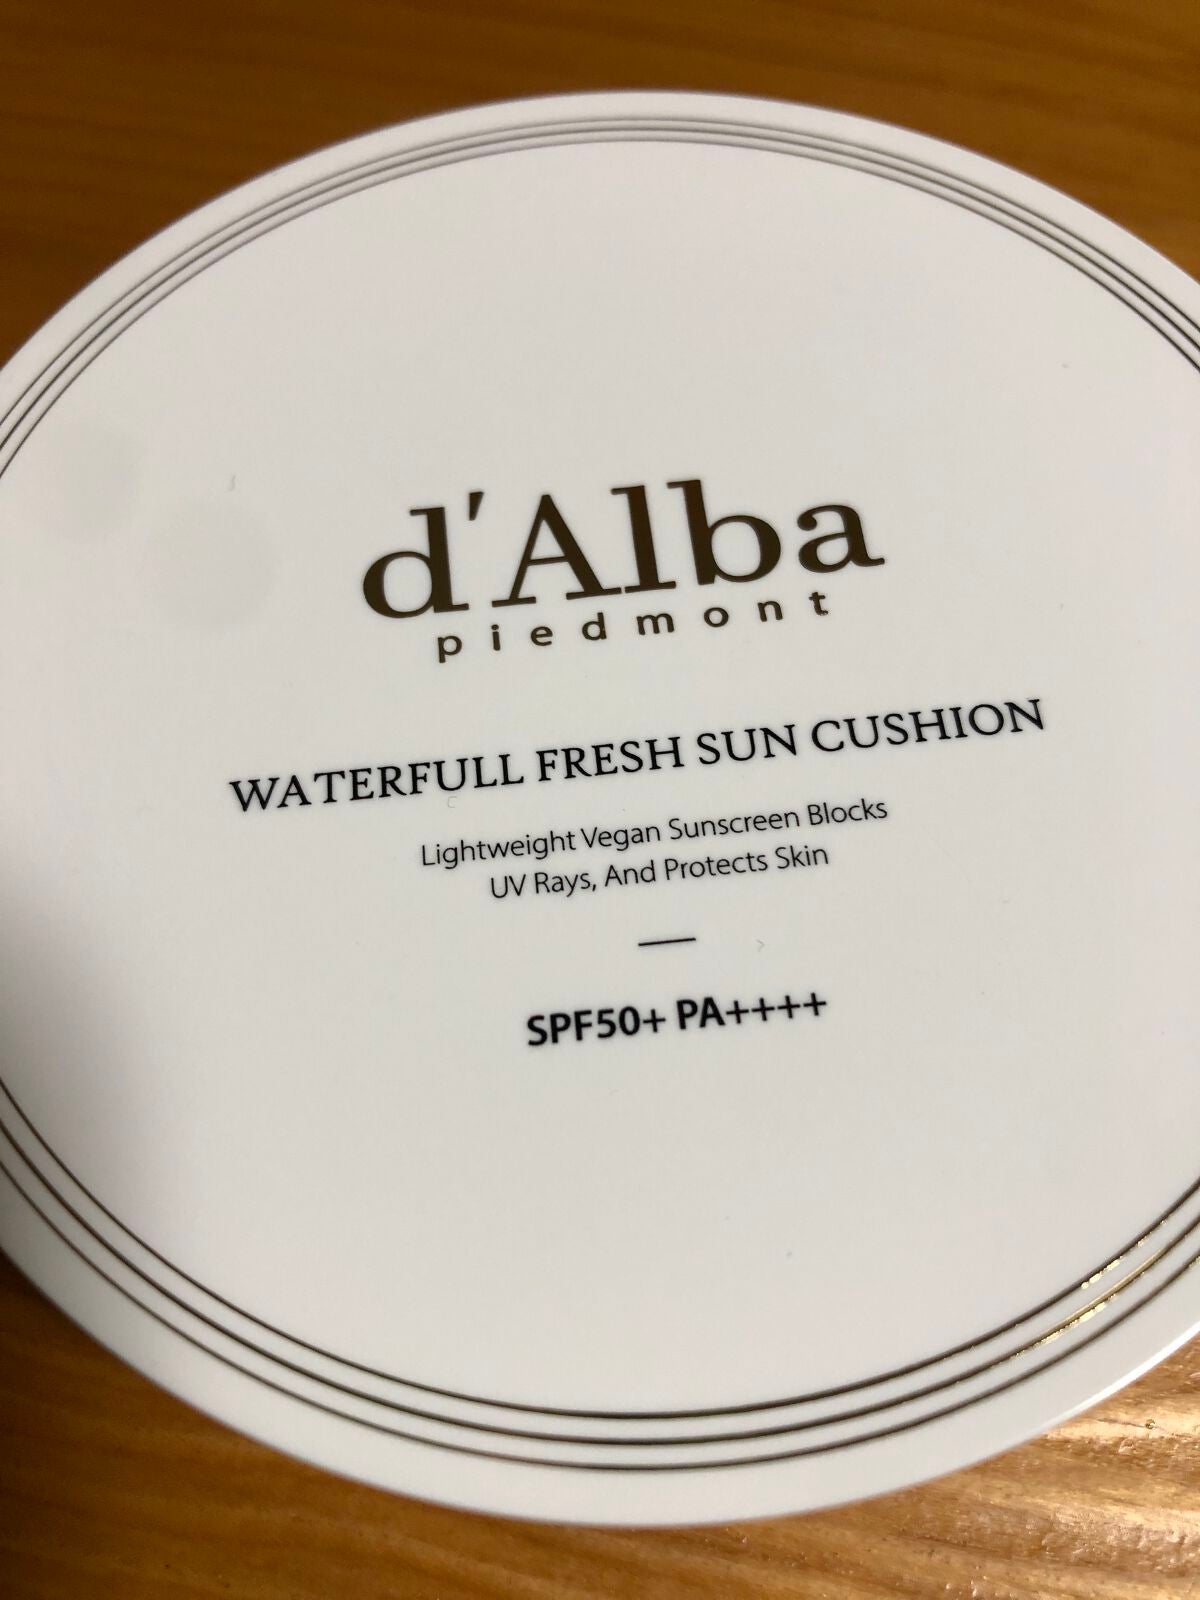 d'Alba
piedmont
WATERFULL FRESH SUN CUSHION
Lightweight Vegan Sunscreen Blocks
UV Rays, And Protects Skin
SPF50+ PA++++